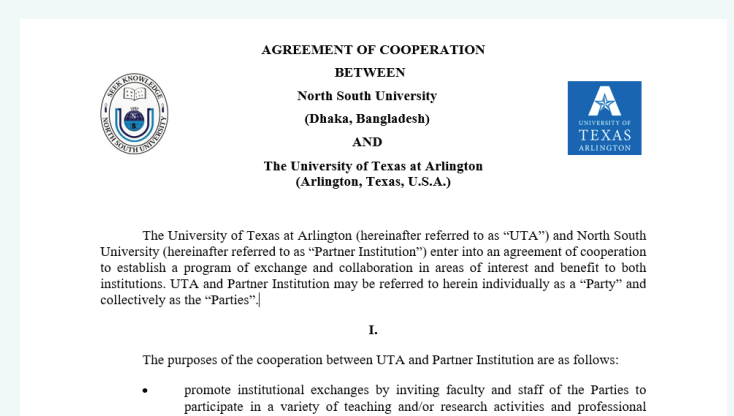 AGREEMENT OF COOPERATION
BETWEEN
North South University
(Dhaka, Bangladesh)
AND
The University of Texas at Arlington
(Arlington, Texas, U.S.A.)
SEEK KNOWLEDGE
NORTH SOUTH UNIVERSITY
UNIVERSITY OF
TEXAS
ARLINGTON
The University of Texas at Arlington (hereinafter referred to as “UTA”) and North South
University (hereinafter referred to as “Partner Institution”) enter into an agreement of cooperation
to establish a program of exchange and collaboration in areas of interest and benefit to both
institutions. UTA and Partner Institution may be referred to herein individually as a “Party” and
collectively as the “Parties”.
I.
The purposes of the cooperation between UTA and Partner Institution are as follows:
• promote institutional exchanges by inviting faculty and staff of the Parties to
participate in a variety of teaching and/or research activities and professional